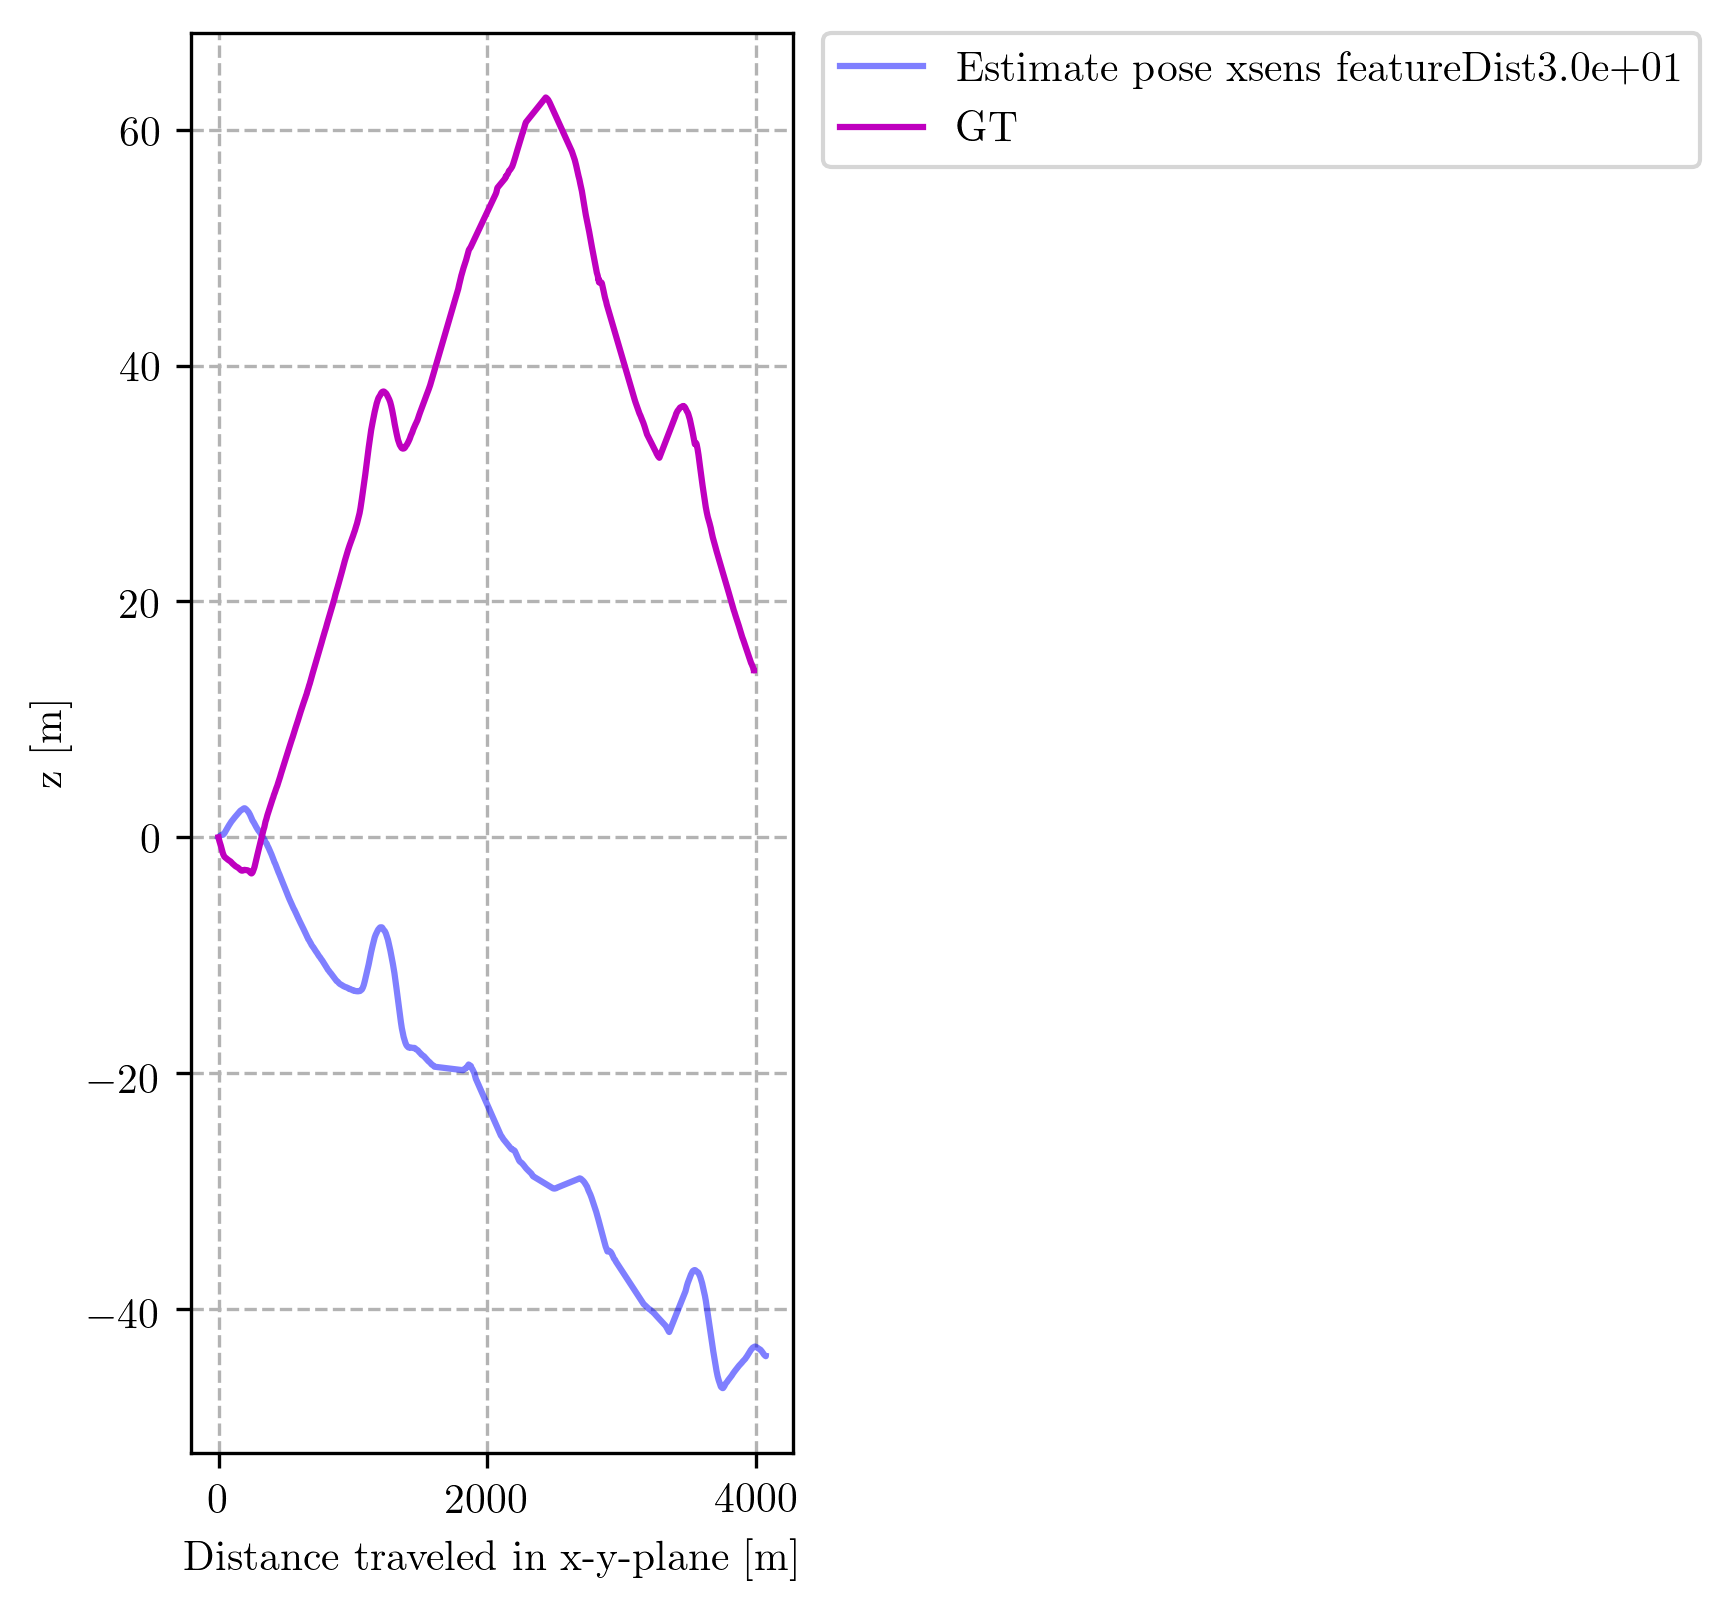 Estimate pose xsens featureDist3.0e+01
GT
60
40
20
0
−20
−40
z [m]
0 2000 4000
Distance traveled in x-y-plane [m]